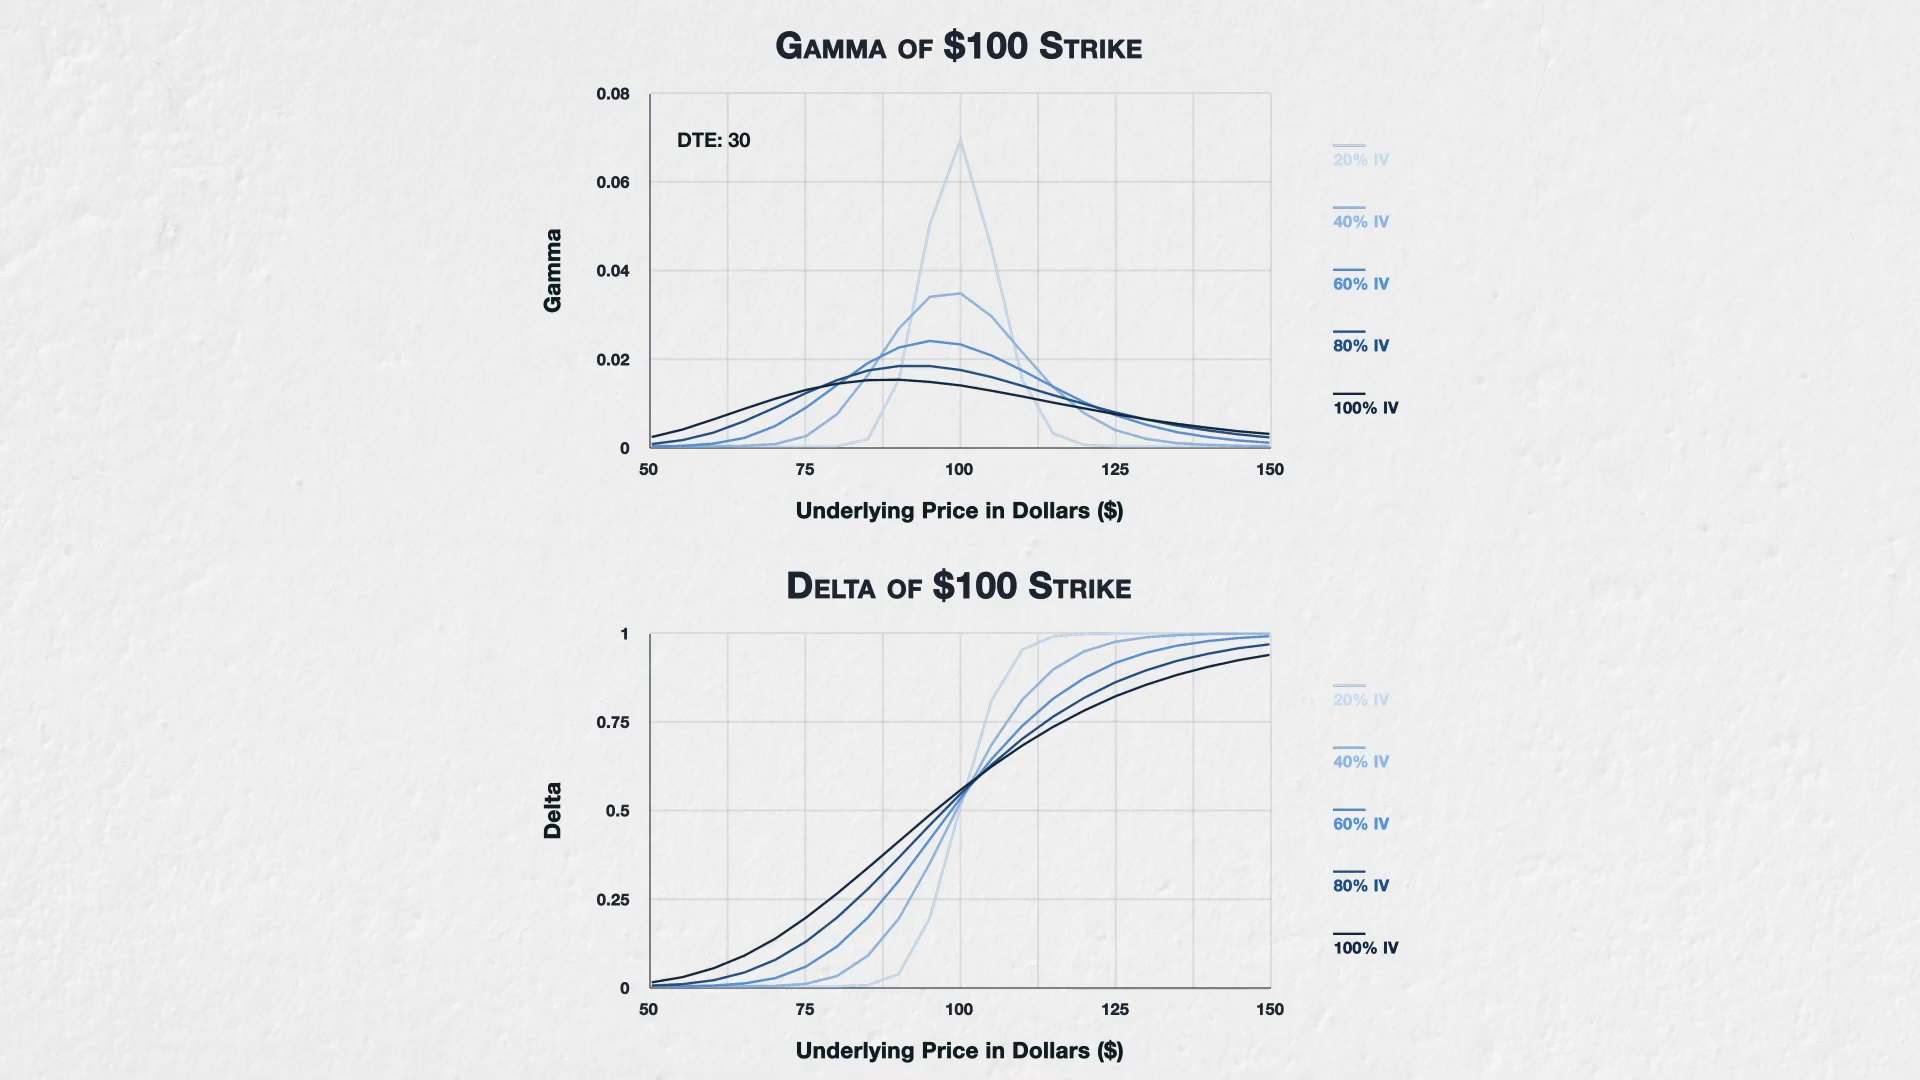 GAMMA OF $100 STRIKE
0.08
DTE: 30
0.06
0.04
0.02
0
Gamma
50 75 100 125 150
Underlying Price in Dollars ($)
20% IV
40% IV
60% IV
80% IV
100% IV
DELTA OF $100 STRIKE
1
0.75
0.5
0.25
0
Delta
50 75 100 125 150
Underlying Price in Dollars ($)
20% IV
40% IV
60% IV
80% IV
100% IV